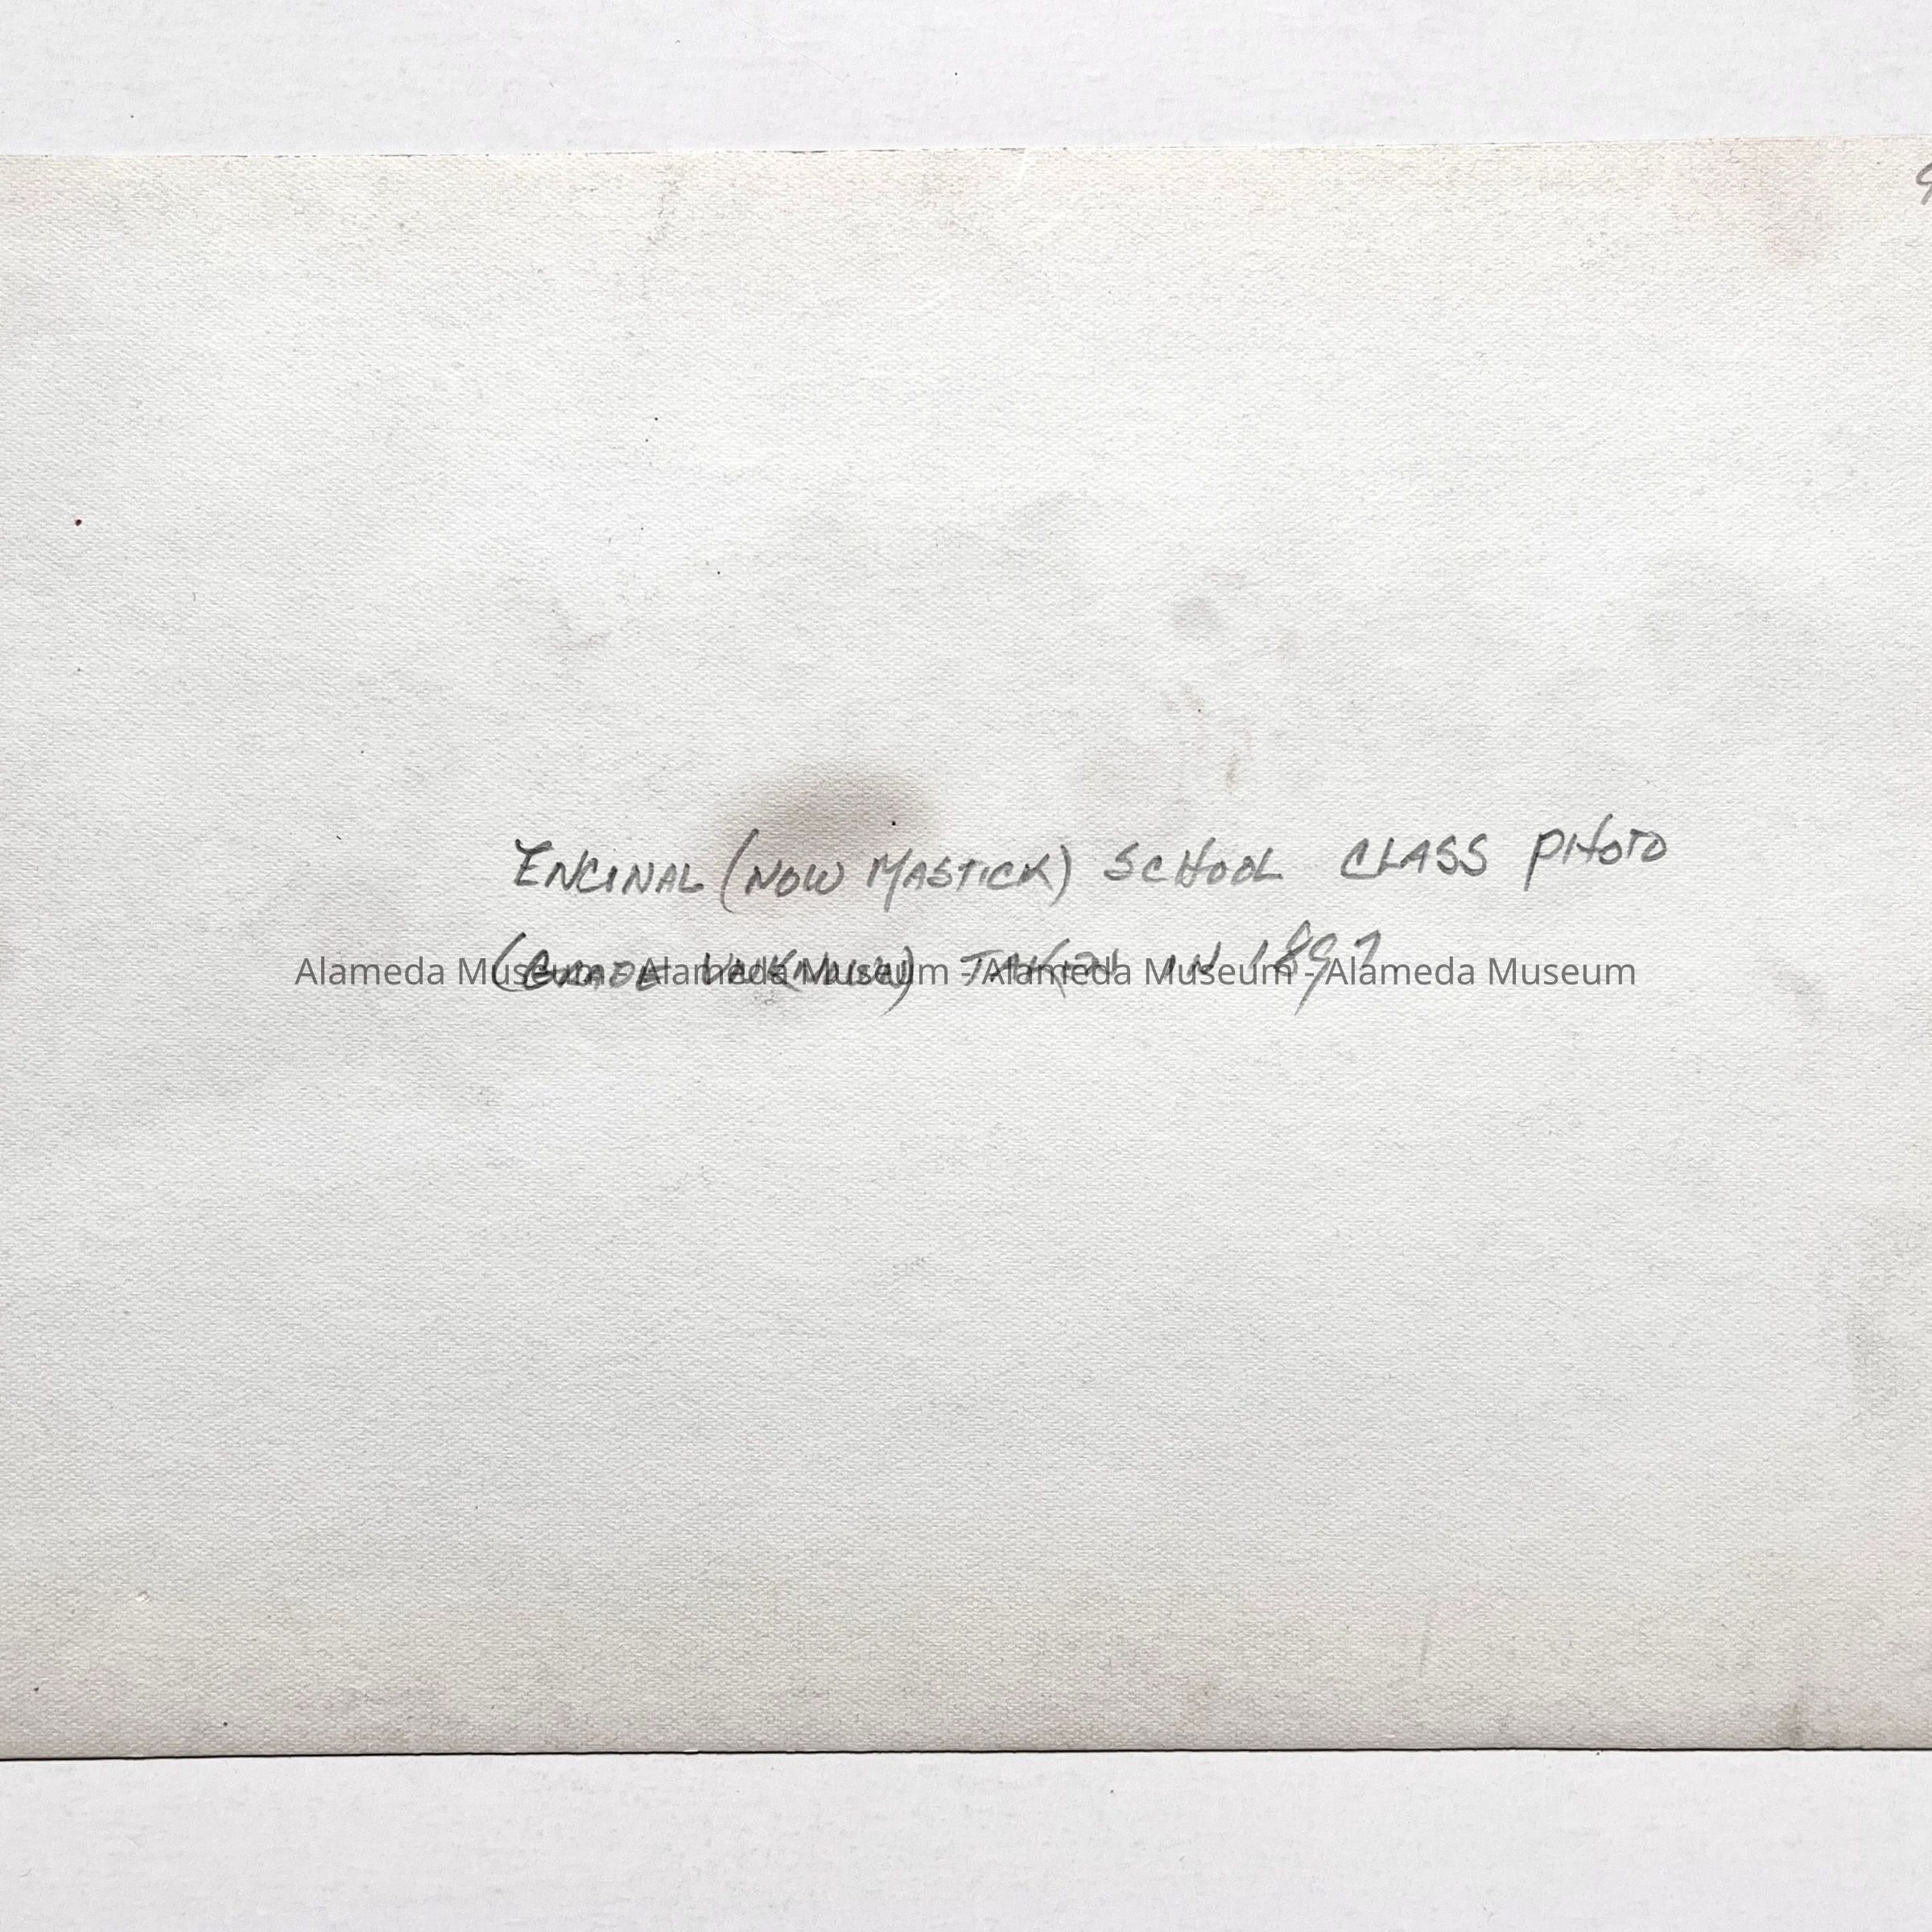 ENCINAL (NOW MASTICK) SCHOOL CLASS PHOTO
(GRADE UNKNOWN) TAKEN IN 1897
Alameda Museum - Alameda Museum - Alameda Museum - Alameda Museum